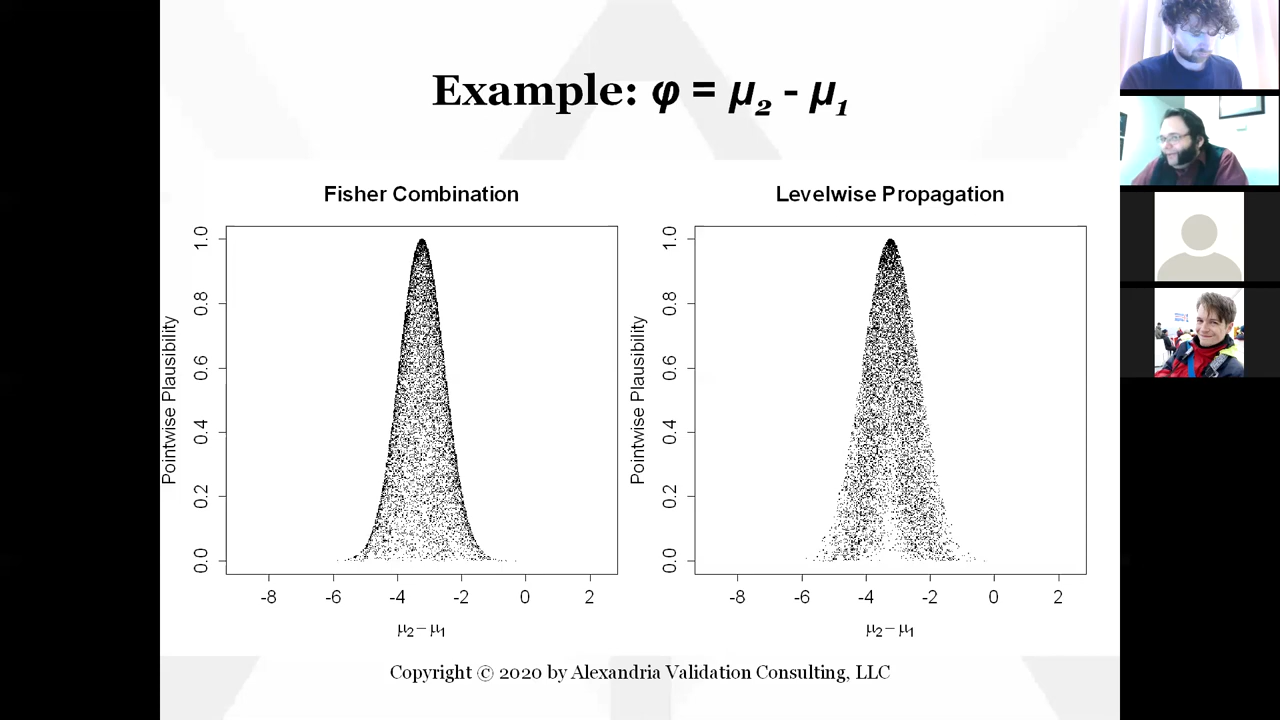 Example: φ = μ2 - μ1
Fisher Combination
Pointwise Plausibility
1.0
0.8
0.6
0.4
0.2
0.0
-8 -6 -4 -2 0 2
μ2 − μ1
Levelwise Propagation
Pointwise Plausibility
1.0
0.8
0.6
0.4
0.2
0.0
-8 -6 -4 -2 0 2
μ2 − μ1
Copyright © 2020 by Alexandria Validation Consulting, LLC